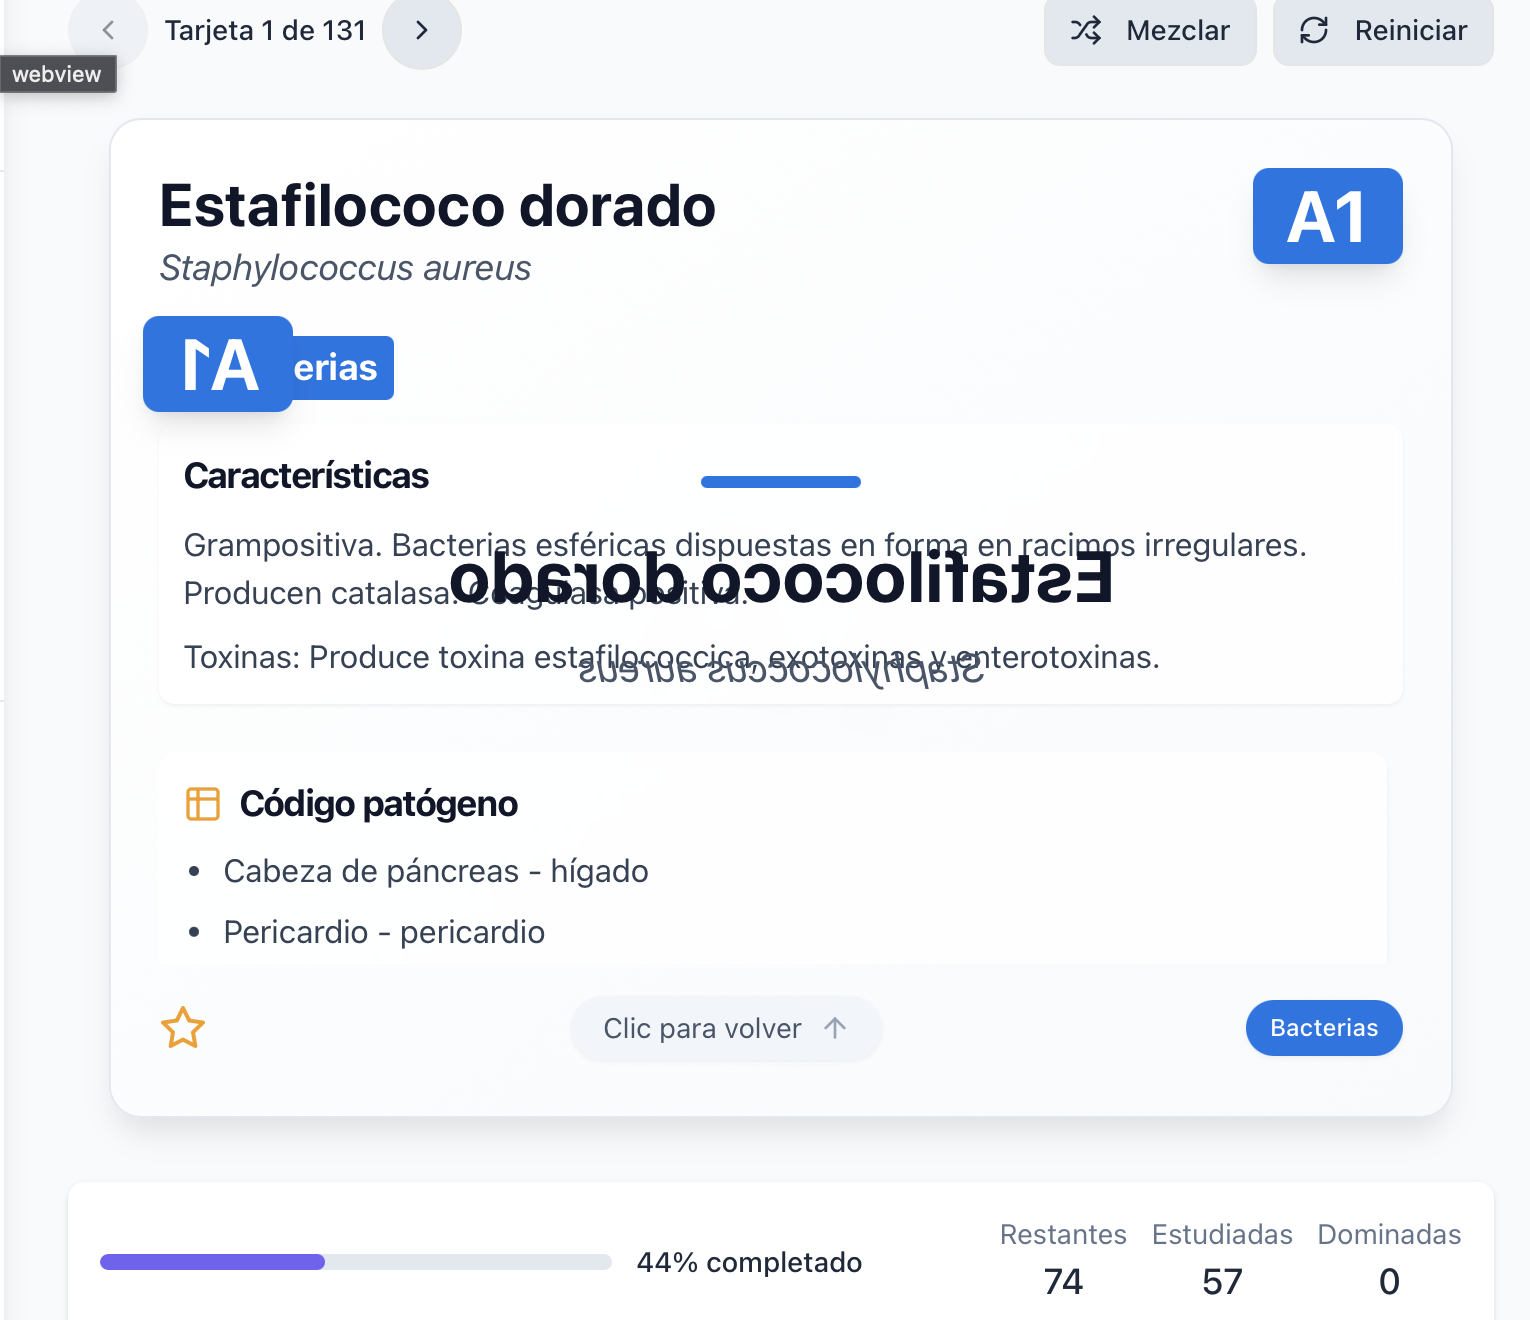 Tarjeta 1 de 131
Mezclar
Reiniciar
webview
Estafilococo dorado
A1
Staphylococcus aureus
A1
erias
Características
Grampositiva. Bacterias esféricas dispuestas en forma en racimos irregulares.
Estafilococo dorado
Producen catalasa. Coagulasa positiva.
Toxinas: Produce toxina estafilococcica, exotoxinas y enterotoxinas.
Staphylococcus aureus
Código patógeno
• Cabeza de páncreas - hígado
• Pericardio - pericardio
Clic para volver
Bacterias
44% completado
Restantes
74
Estudiadas
57
Dominadas
0